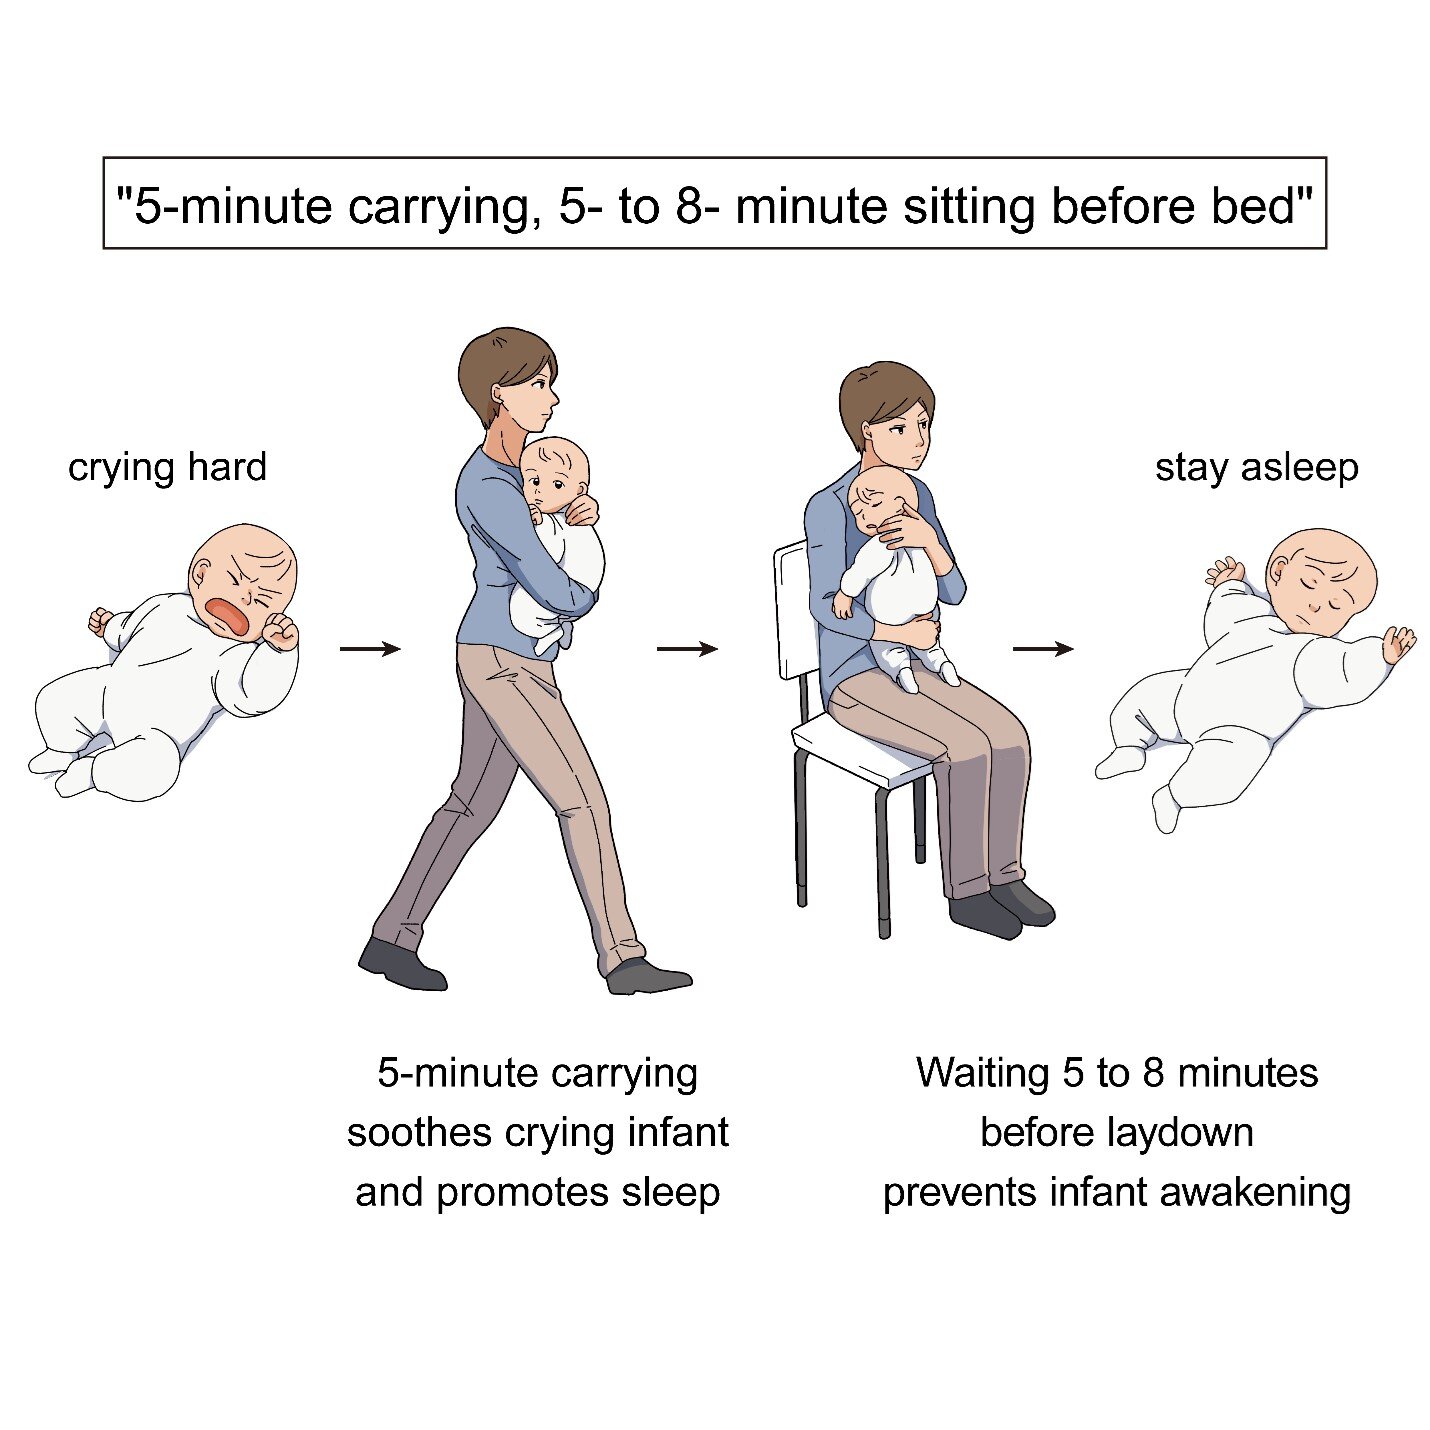 "5-minute carrying, 5- to 8- minute sitting before bed"
crying hard
stay asleep
5-minute carrying
soothes crying infant
and promotes sleep
Waiting 5 to 8 minutes
before laydown
prevents infant awakening